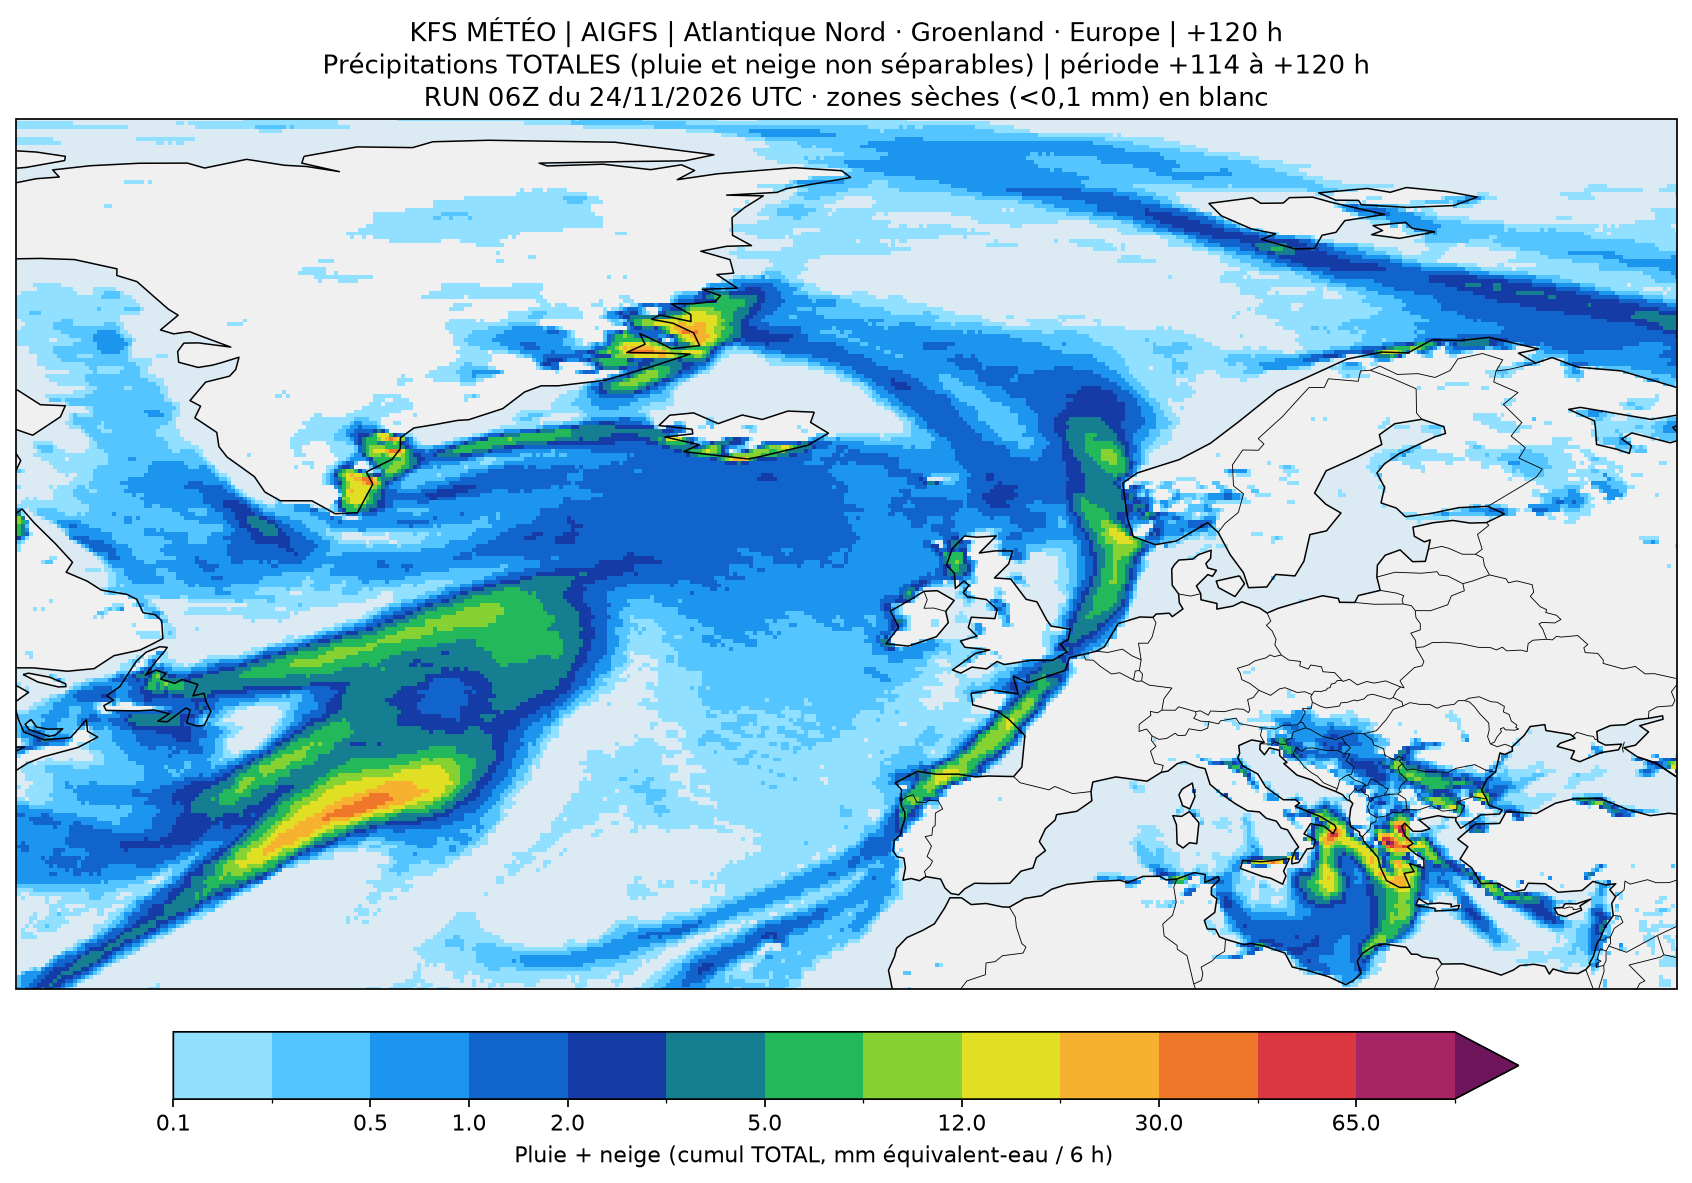 KFS MÉTÉO | AIGFS | Atlantique Nord · Groenland · Europe | +120 h
Précipitations TOTALES (pluie et neige non séparables) | période +114 à +120 h
RUN 06Z du 24/11/2026 UTC · zones sèches (<0,1 mm) en blanc
0.1 0.5 1.0 2.0 5.0 12.0 30.0 65.0
Pluie + neige (cumul TOTAL, mm équivalent-eau / 6 h)